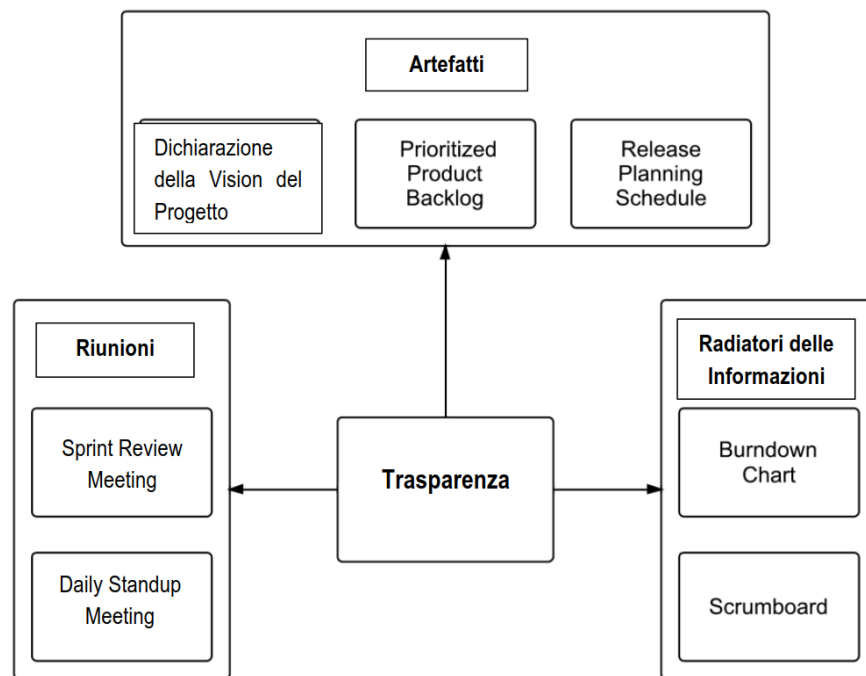 Artefatti
Dichiarazione
della Vision del
Progetto
Prioritized
Product
Backlog
Release
Planning
Schedule
Riunioni
Sprint Review
Meeting
Daily Standup
Meeting
Trasparenza
Radiatori delle
Informazioni
Burndown
Chart
Scrumboard